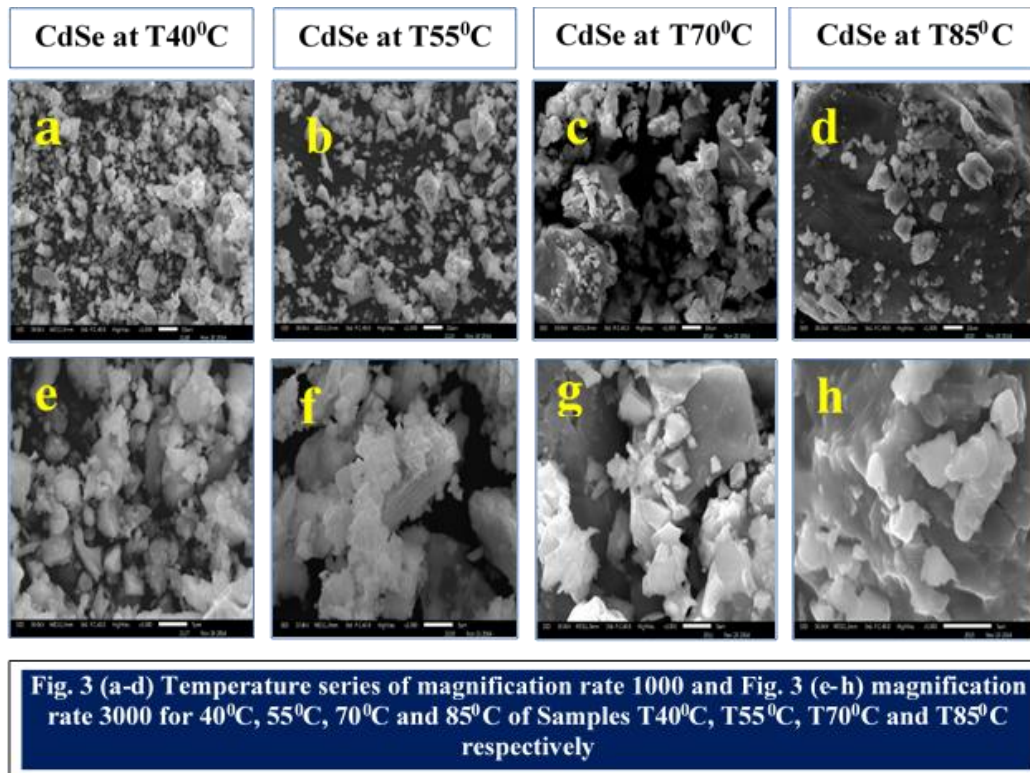 CdSe at T40⁰C
CdSe at T55⁰C
CdSe at T70⁰C
CdSe at T85⁰C
a
b
c
d
e
f
g
h
Fig. 3 (a-d) Temperature series of magnification rate 1000 and Fig. 3 (e-h) magnification
rate 3000 for 40⁰C, 55⁰C, 70⁰C and 85⁰C of Samples T40⁰C, T55⁰C, T70⁰C and T85⁰C
respectively